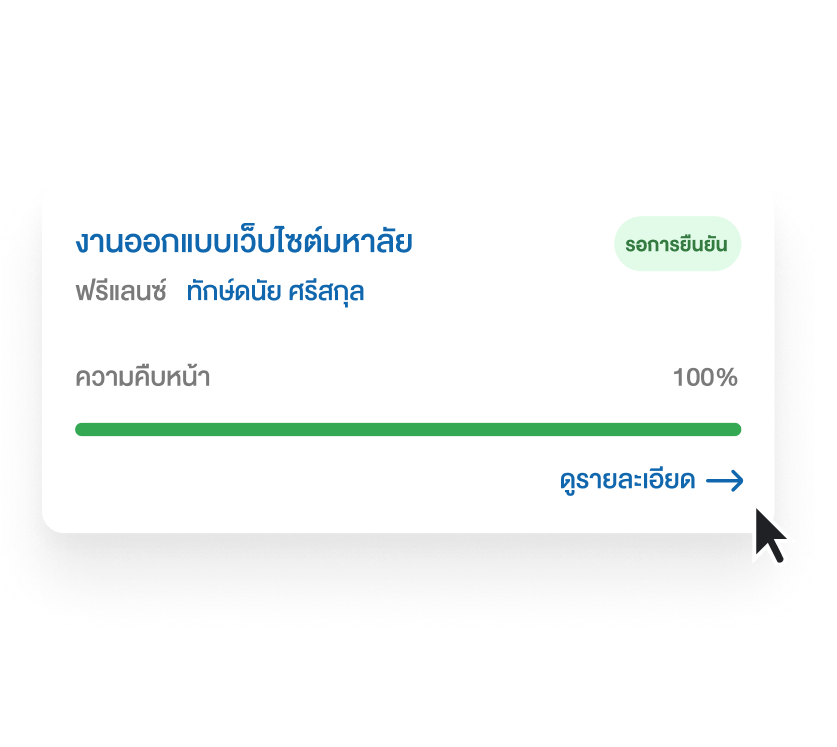 งานออกแบบเว็บไซต์มหาลัย
รอการยืนยัน
ฟรีแลนซ์ ทักษ์ดนัย ศรีสกุล
ความคืบหน้า 100%
ดูรายละเอียด